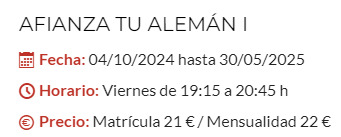 AFIANZA TU ALEMÁN I
Fecha: 04/10/2024 hasta 30/05/2025
Horario: Viernes de 19:15 a 20:45 h
Precio: Matrícula 21 € / Mensualidad 22 €